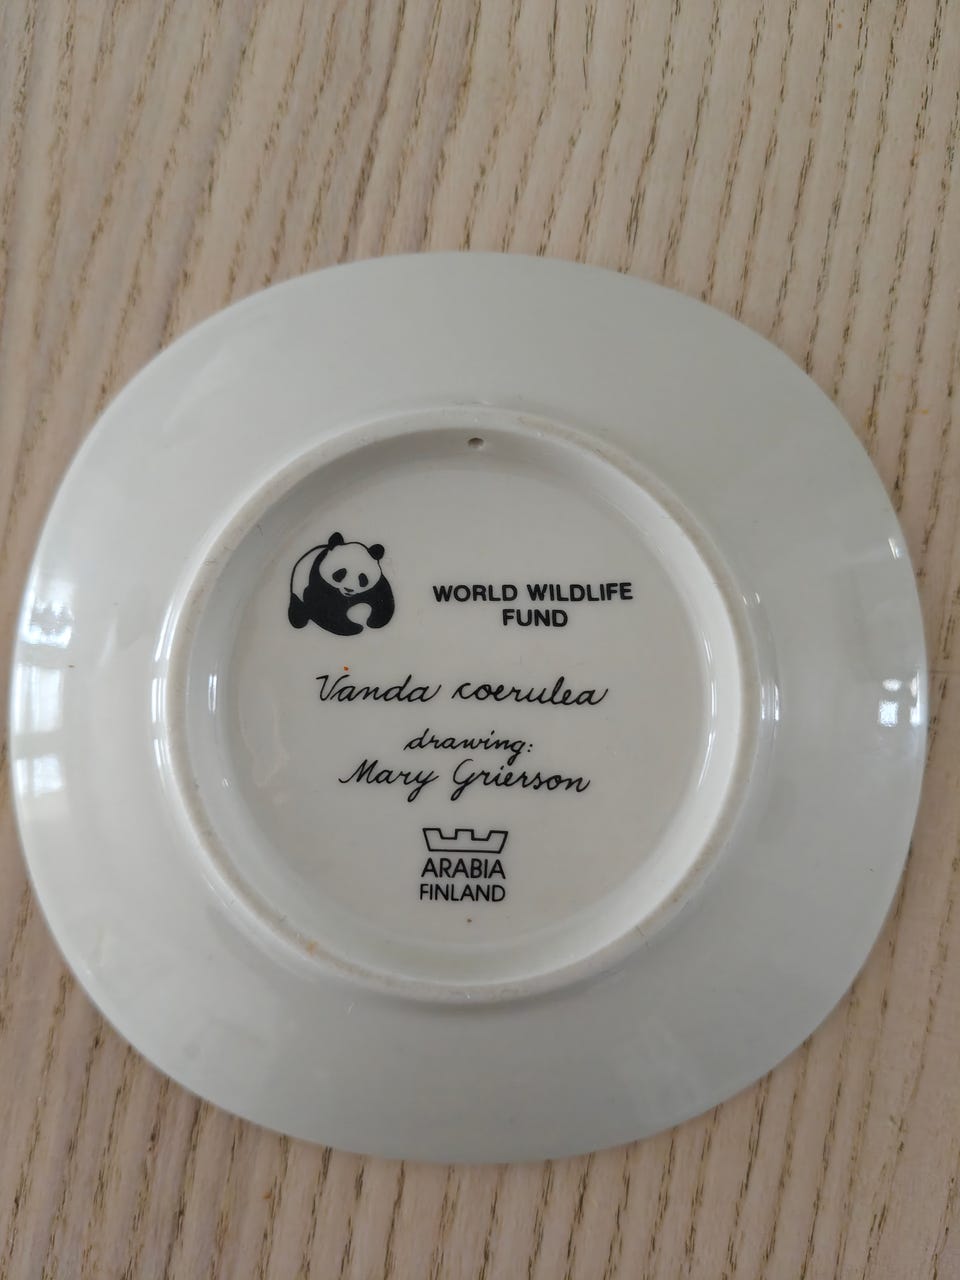 WORLD WILDLIFE
FUND
Vanda coerulea
drawing:
Mary Grierson
ARABIA
FINLAND